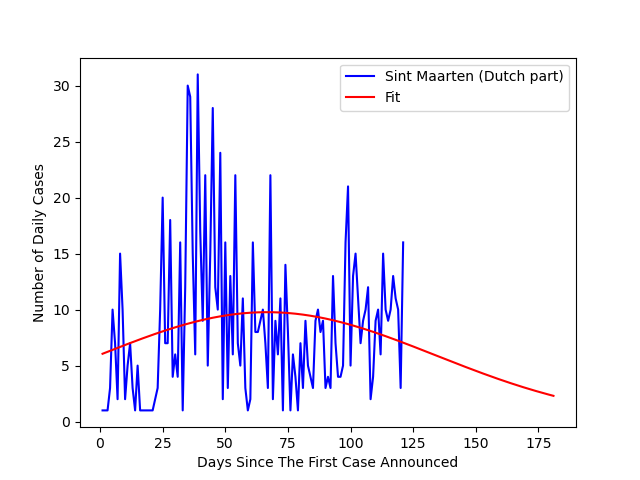 Sint Maarten (Dutch part)
Fit
Number of Daily Cases
30
25
20
15
10
5
0
0 25 50 75 100 125 150 175
Days Since The First Case Announced